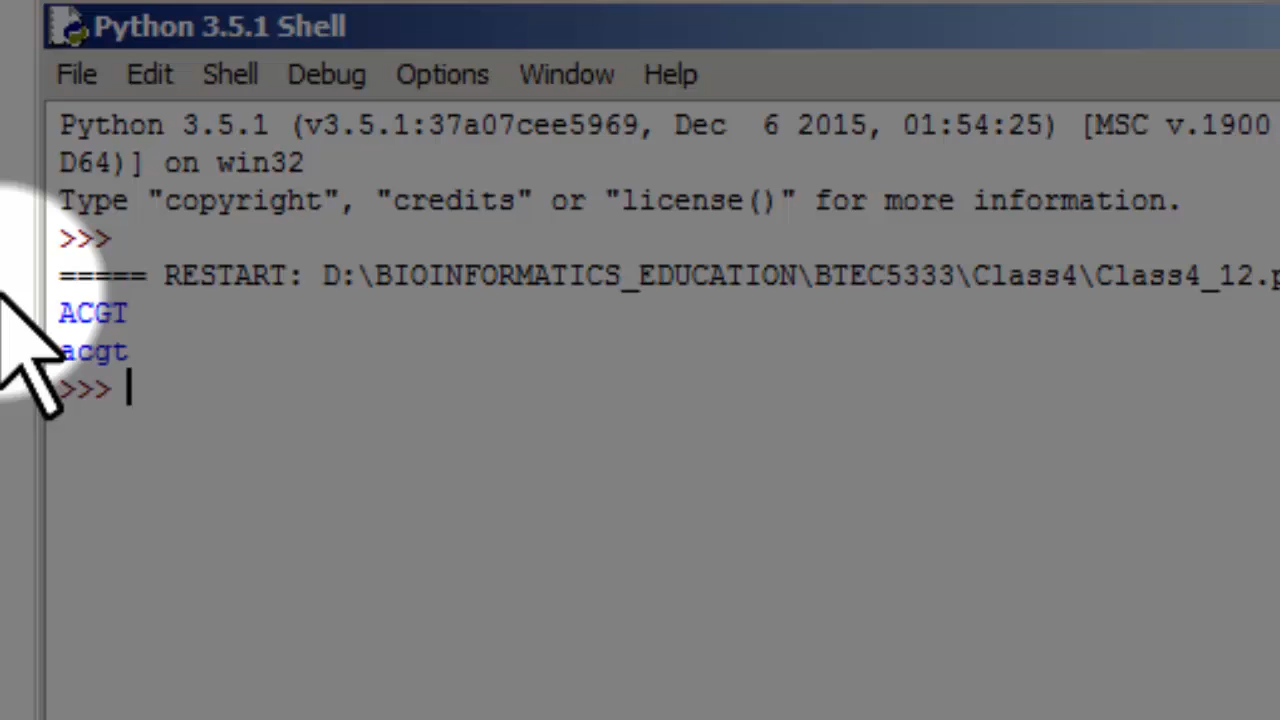 Python 3.5.1 Shell
File Edit Shell Debug Options Window Help
Python 3.5.1 (v3.5.1:37a07cee5969, Dec  6 2015, 01:54:25) [MSC v.1900
D64)] on win32
Type "copyright", "credits" or "license()" for more information.
>>>
===== RESTART: D:\BIOINFORMATICS_EDUCATION\BTEC5333\Class4\Class4_12.p
ACGT
acgt
>>>